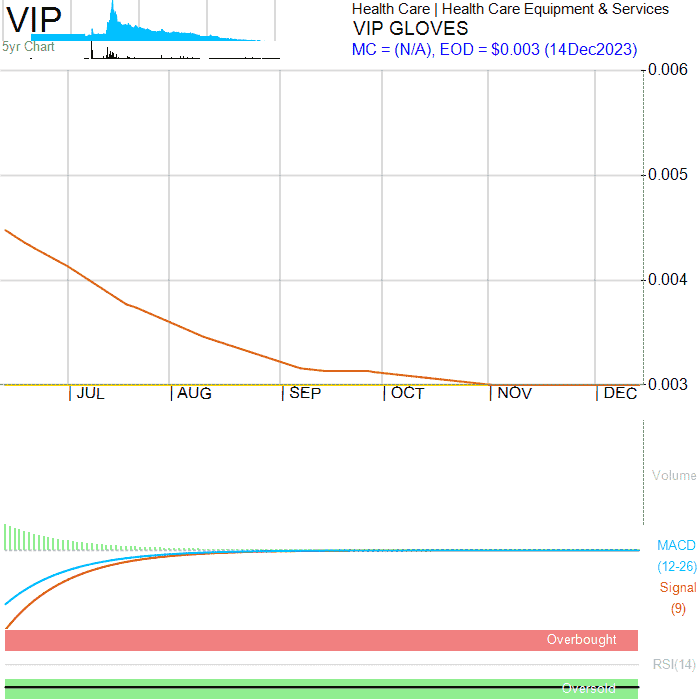 VIP
5yr Chart
Health Care | Health Care Equipment & Services
VIP GLOVES
MC = (N/A), EOD = $0.003 (14Dec2023)
0.006
0.005
0.004
0.003
JUL
AUG
SEP
OCT
NOV
DEC
Volume
MACD
(12-26)
Signal
(9)
Overbought
RSI(14)
Oversold